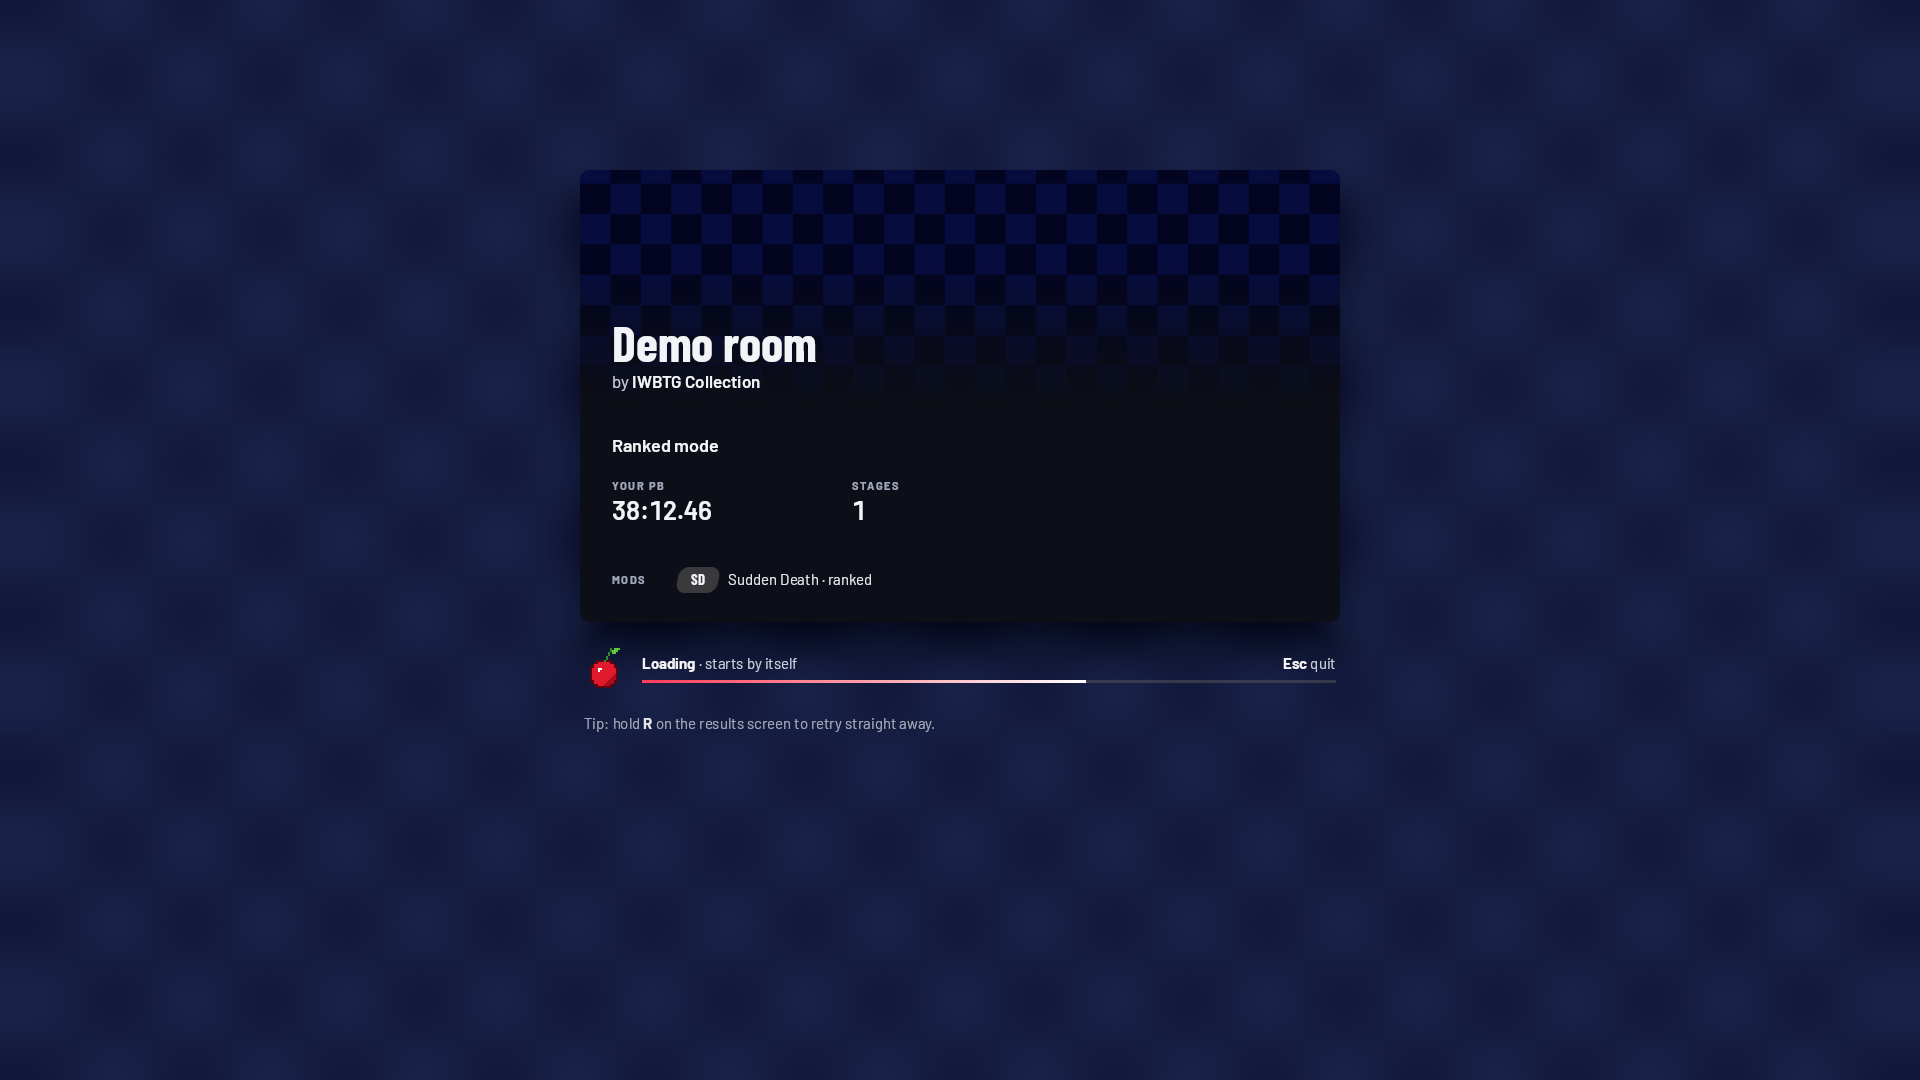 Demo room
by IWBTG Collection
Ranked mode
YOUR PB
38:12.46
STAGES
1
MODS SD Sudden Death · ranked
Loading · starts by itself
Esc quit
Tip: hold R on the results screen to retry straight away.